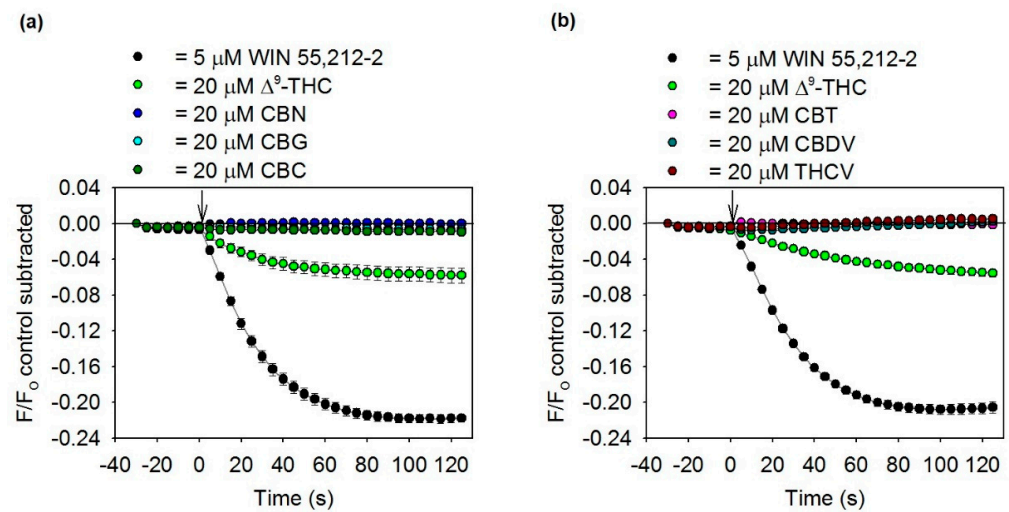 (a)
= 5 μM WIN 55,212-2
= 20 μM Δ⁹-THC
= 20 μM CBN
= 20 μM CBG
= 20 μM CBC
0.04
0.00
-0.04
-0.08
-0.12
-0.16
-0.20
-0.24
F/F₀ control subtracted
-40 -20 0 20 40 60 80 100 120
Time (s)
(b)
= 5 μM WIN 55,212-2
= 20 μM Δ⁹-THC
= 20 μM CBT
= 20 μM CBDV
= 20 μM THCV
0.04
0.00
-0.04
-0.08
-0.12
-0.16
-0.20
-0.24
F/F₀ control subtracted
-40 -20 0 20 40 60 80 100 120
Time (s)